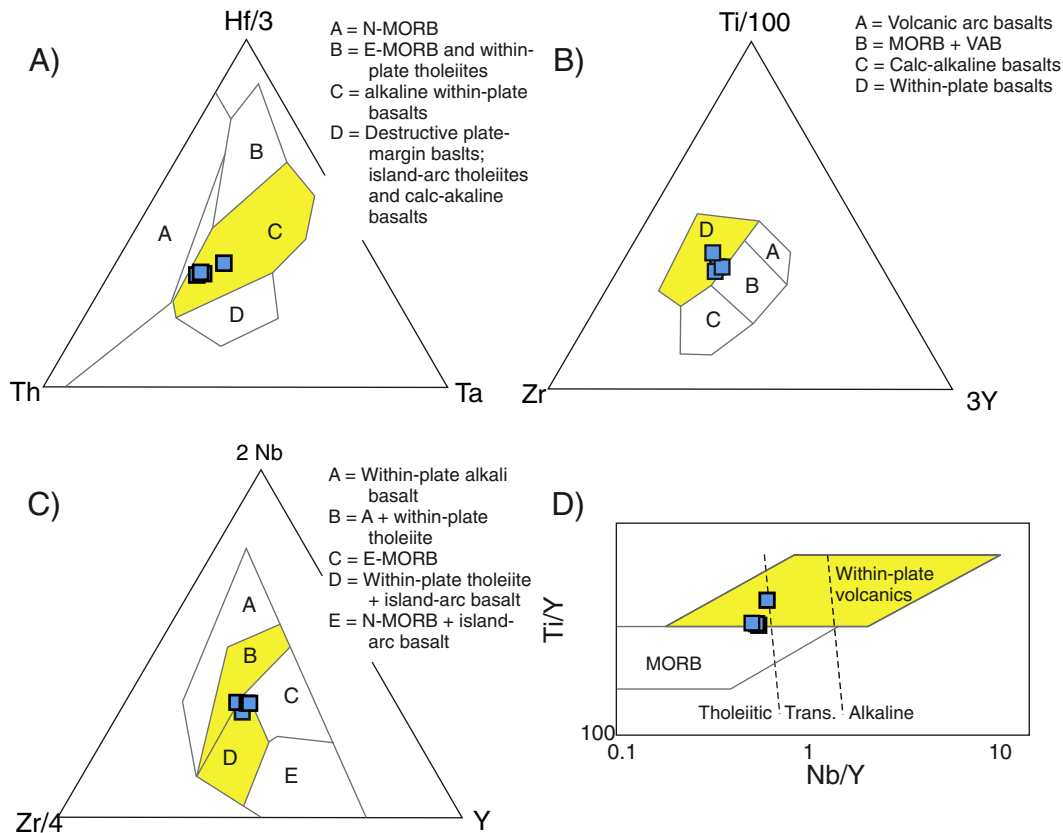 A)
Hf/3
A = N-MORB
B = E-MORB and within-
plate tholeiites
C = alkaline within-plate
basalts
D = Destructive plate-
margin baslts;
island-arc tholeiites
and calc-akaline
basalts
B
A
C
D
Th
Ta
B)
Ti/100
A = Volcanic arc basalts
B = MORB + VAB
C = Calc-alkaline basalts
D = Within-plate basalts
D
A
B
C
Zr
3Y
C)
2 Nb
A = Within-plate alkali
basalt
B = A + within-plate
tholeiite
C = E-MORB
D = Within-plate tholeiite
+ island-arc basalt
E = N-MORB + island-
arc basalt
A
B
C
D
E
Zr/4
Y
D)
Ti/Y
Within-plate
volcanics
MORB
Tholeiitic
Trans.
Alkaline
100
0.1
1
10
Nb/Y